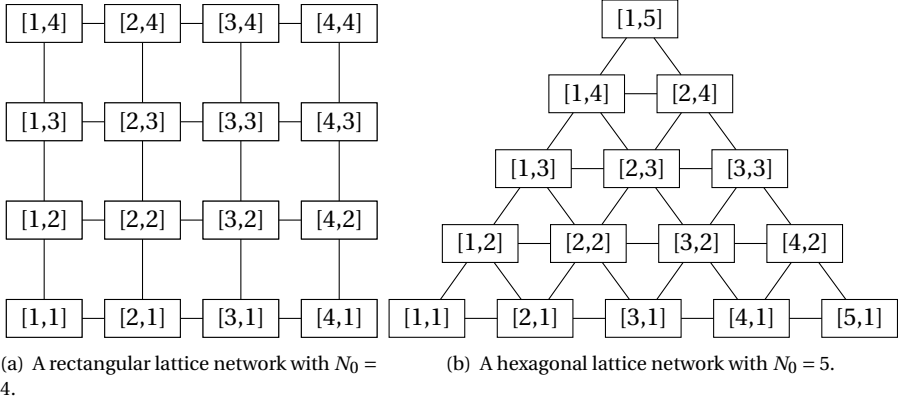 [1,4] [2,4] [3,4] [4,4]
[1,3] [2,3] [3,3] [4,3]
[1,2] [2,2] [3,2] [4,2]
[1,1] [2,1] [3,1] [4,1]
(a) A rectangular lattice network with N₀ =
4.
[1,5]
[1,4] [2,4]
[1,3] [2,3] [3,3]
[1,2] [2,2] [3,2] [4,2]
[1,1] [2,1] [3,1] [4,1] [5,1]
(b) A hexagonal lattice network with N₀ = 5.